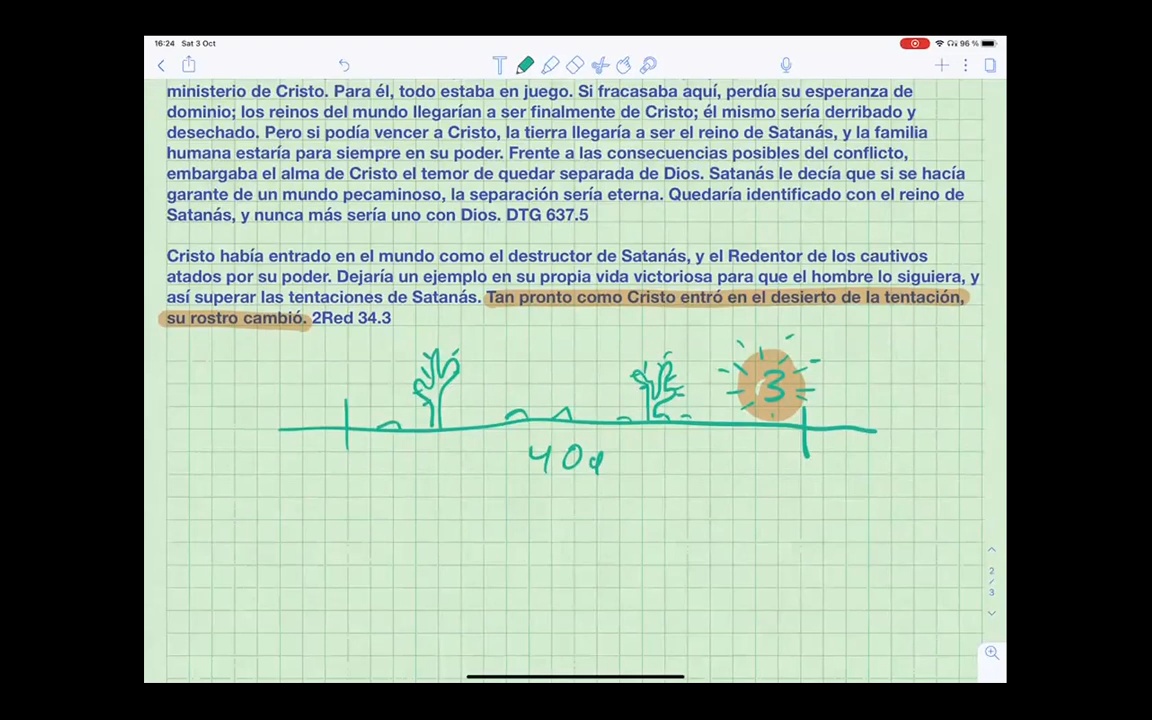 16:24 Sat 3 Oct 96 %
ministerio de Cristo. Para él, todo estaba en juego. Si fracasaba aquí, perdía su esperanza de
dominio; los reinos del mundo llegarían a ser finalmente de Cristo; él mismo sería derribado y
desechado. Pero si podía vencer a Cristo, la tierra llegaría a ser el reino de Satanás, y la familia
humana estaría para siempre en su poder. Frente a las consecuencias posibles del conflicto,
embargaba el alma de Cristo el temor de quedar separada de Dios. Satanás le decía que si se hacía
garante de un mundo pecaminoso, la separación sería eterna. Quedaría identificado con el reino de
Satanás, y nunca más sería uno con Dios. DTG 637.5
Cristo había entrado en el mundo como el destructor de Satanás, y el Redentor de los cautivos
atados por su poder. Dejaría un ejemplo en su propia vida victoriosa para que el hombre lo siguiera, y
así superar las tentaciones de Satanás. Tan pronto como Cristo entró en el desierto de la tentación,
su rostro cambió. 2Red 34.3
3
40d
2
/
3